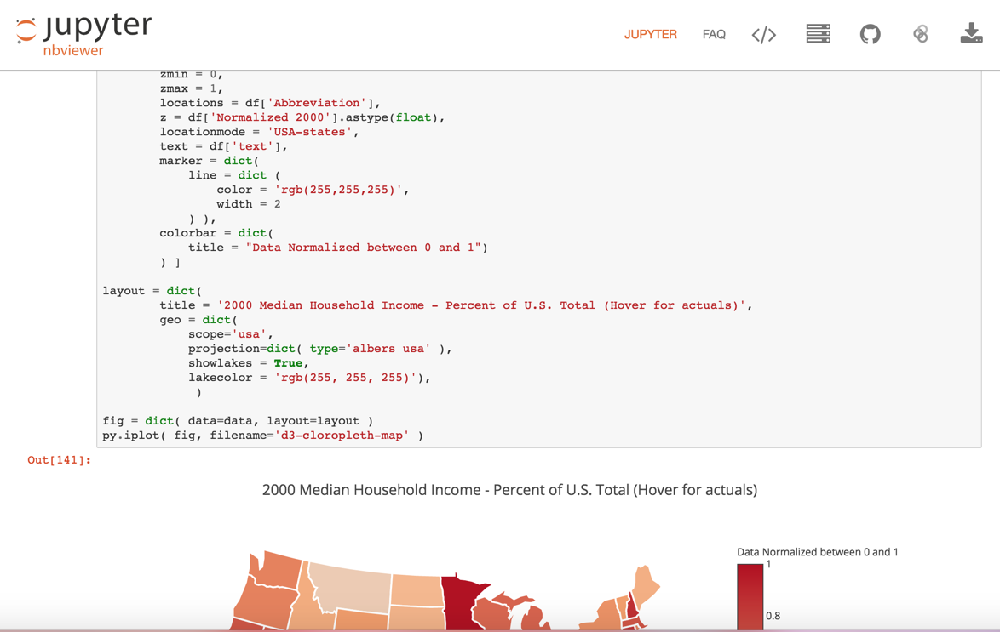 jupyter
nbviewer
JUPYTER FAQ </>
zmin = 0,
zmax = 1,
locations = df['Abbreviation'],
z = df['Normalized 2000'].astype(float),
locationmode = 'USA-states',
text = df['text'],
marker = dict(
line = dict (
color = 'rgb(255,255,255)',
width = 2
) ),
colorbar = dict(
title = "Data Normalized between 0 and 1")
) ]
layout = dict(
title = '2000 Median Household Income - Percent of U.S. Total (Hover for actuals)',
geo = dict(
scope='usa',
projection=dict( type='albers usa' ),
showlakes = True,
lakecolor = 'rgb(255, 255, 255)'),
)
fig = dict( data=data, layout=layout )
py.iplot( fig, filename='d3-cloropleth-map' )
Out[141]:
2000 Median Household Income - Percent of U.S. Total (Hover for actuals)
Data Normalized between 0 and 1
1
0.8